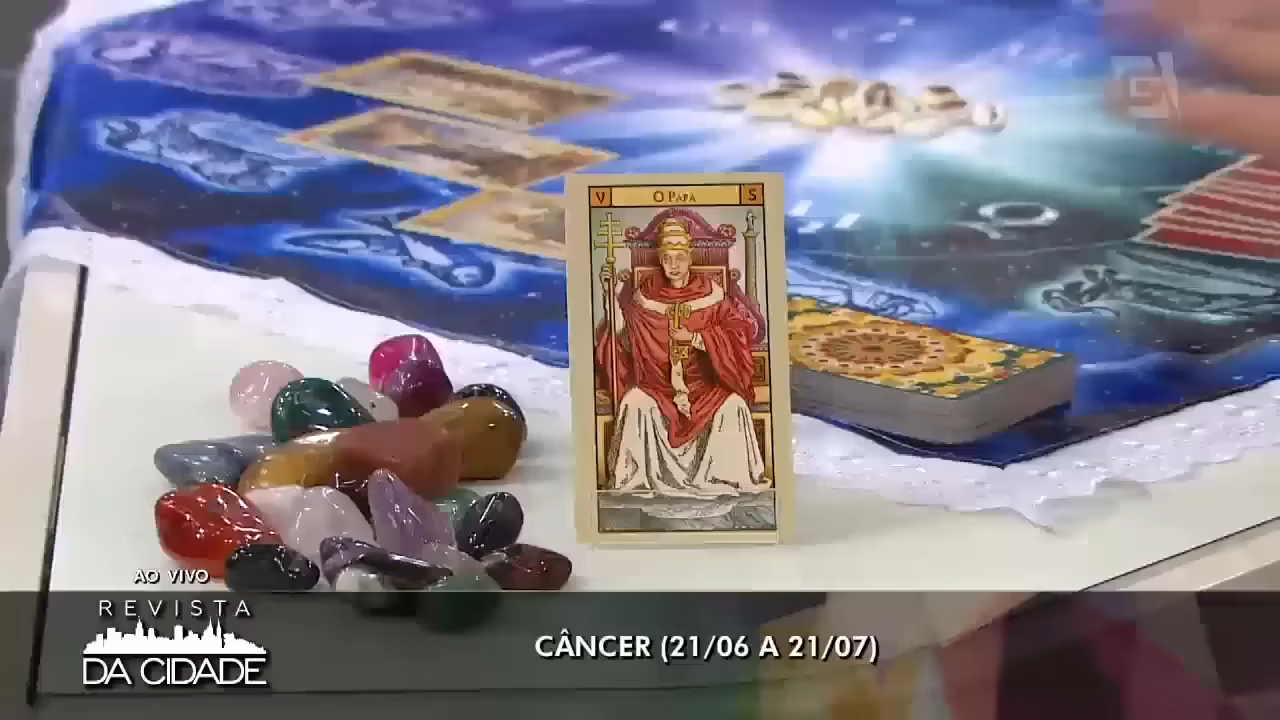 V O PAPA 5
AO VIVO
REVISTA
DA CIDADE
CÂNCER (21/06 A 21/07)